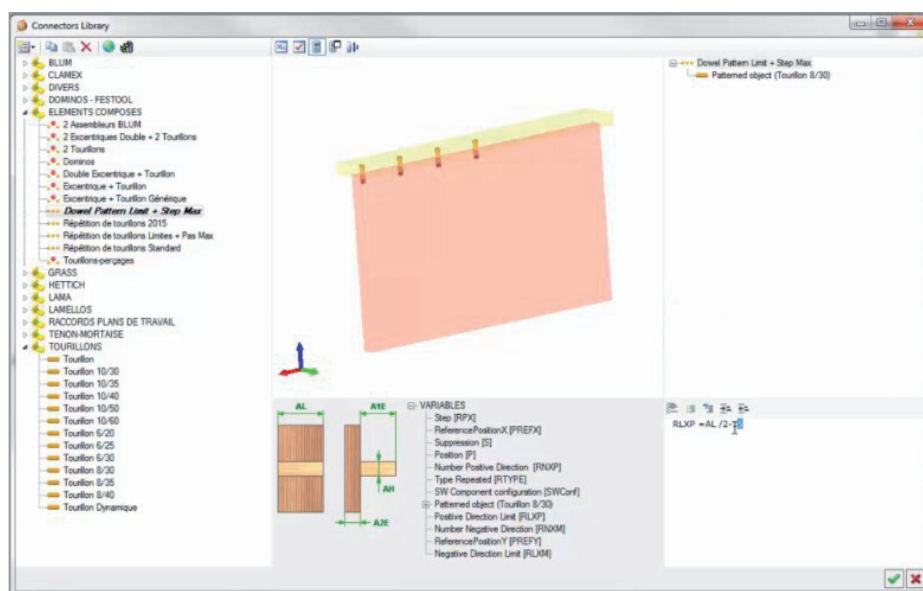 Connectors Library
BLUM
CLAMEX
DIVERS
DOMINOS - FESTOOL
ELEMENTS COMPOSES
2 Assembleurs BLUM
2 Excentriques Double + 2 Tourillons
2 Tourillons
Dominos
Double Excentrique + Tourillon
Excentrique + Tourillon
Excentrique + Tourillon Générique
Dowel Pattern Limit + Step Max
Répétition de tourillons 2015
Répétition de tourillons Limites + Pas Max
Répétition de tourillons Standard
Tourillons-perçages
GRASS
HETTICH
LAMA
LAMELLOS
RACCORDS PLANS DE TRAVAIL
TENON-MORTAISE
TOURILLONS
Tourillon
Tourillon 10/30
Tourillon 10/35
Tourillon 10/40
Tourillon 10/50
Tourillon 10/60
Tourillon 6/20
Tourillon 6/25
Tourillon 6/30
Tourillon 8/30
Tourillon 8/35
Tourillon 8/40
Tourillon Dynamique
Dowel Pattern Limit + Step Max
Patterned object (Tourillon 8/30)
AL
A1E
AH
A2E
VARIABLES
Step [RPX]
ReferencePositionX [PREFX]
Suppression [S]
Position [P]
Number Positive Direction [RNXP]
Type Repeated [RTYPE]
SW Component configuration [SWConf]
Patterned object (Tourillon 8/30)
Positive Direction Limit [RLXP]
Number Negative Direction [RNXM]
ReferencePositionY [PREFY]
Negative Direction Limit [RLXM]
RLXP =AL /2-